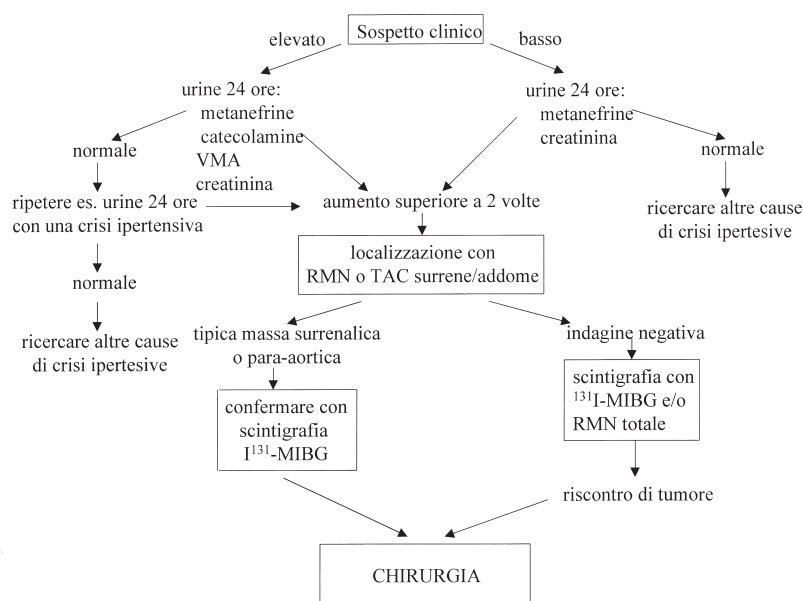 Sospetto clinico
elevato
basso
urine 24 ore:
metanefrine
catecolamine
VMA
creatinina
urine 24 ore:
metanefrine
creatinina
normale
normale
ripetere es. urine 24 ore
con una crisi ipertensiva
aumento superiore a 2 volte
ricercare altre cause
di crisi ipertesive
localizzazione con
RMN o TAC surrene/addome
normale
ricercare altre cause
di crisi ipertesive
tipica massa surrenalica
o para-aortica
indagine negativa
confermare con
scintigrafia
I¹³¹-MIBG
scintigrafia con
¹³¹I-MIBG e/o
RMN totale
riscontro di tumore
CHIRURGIA